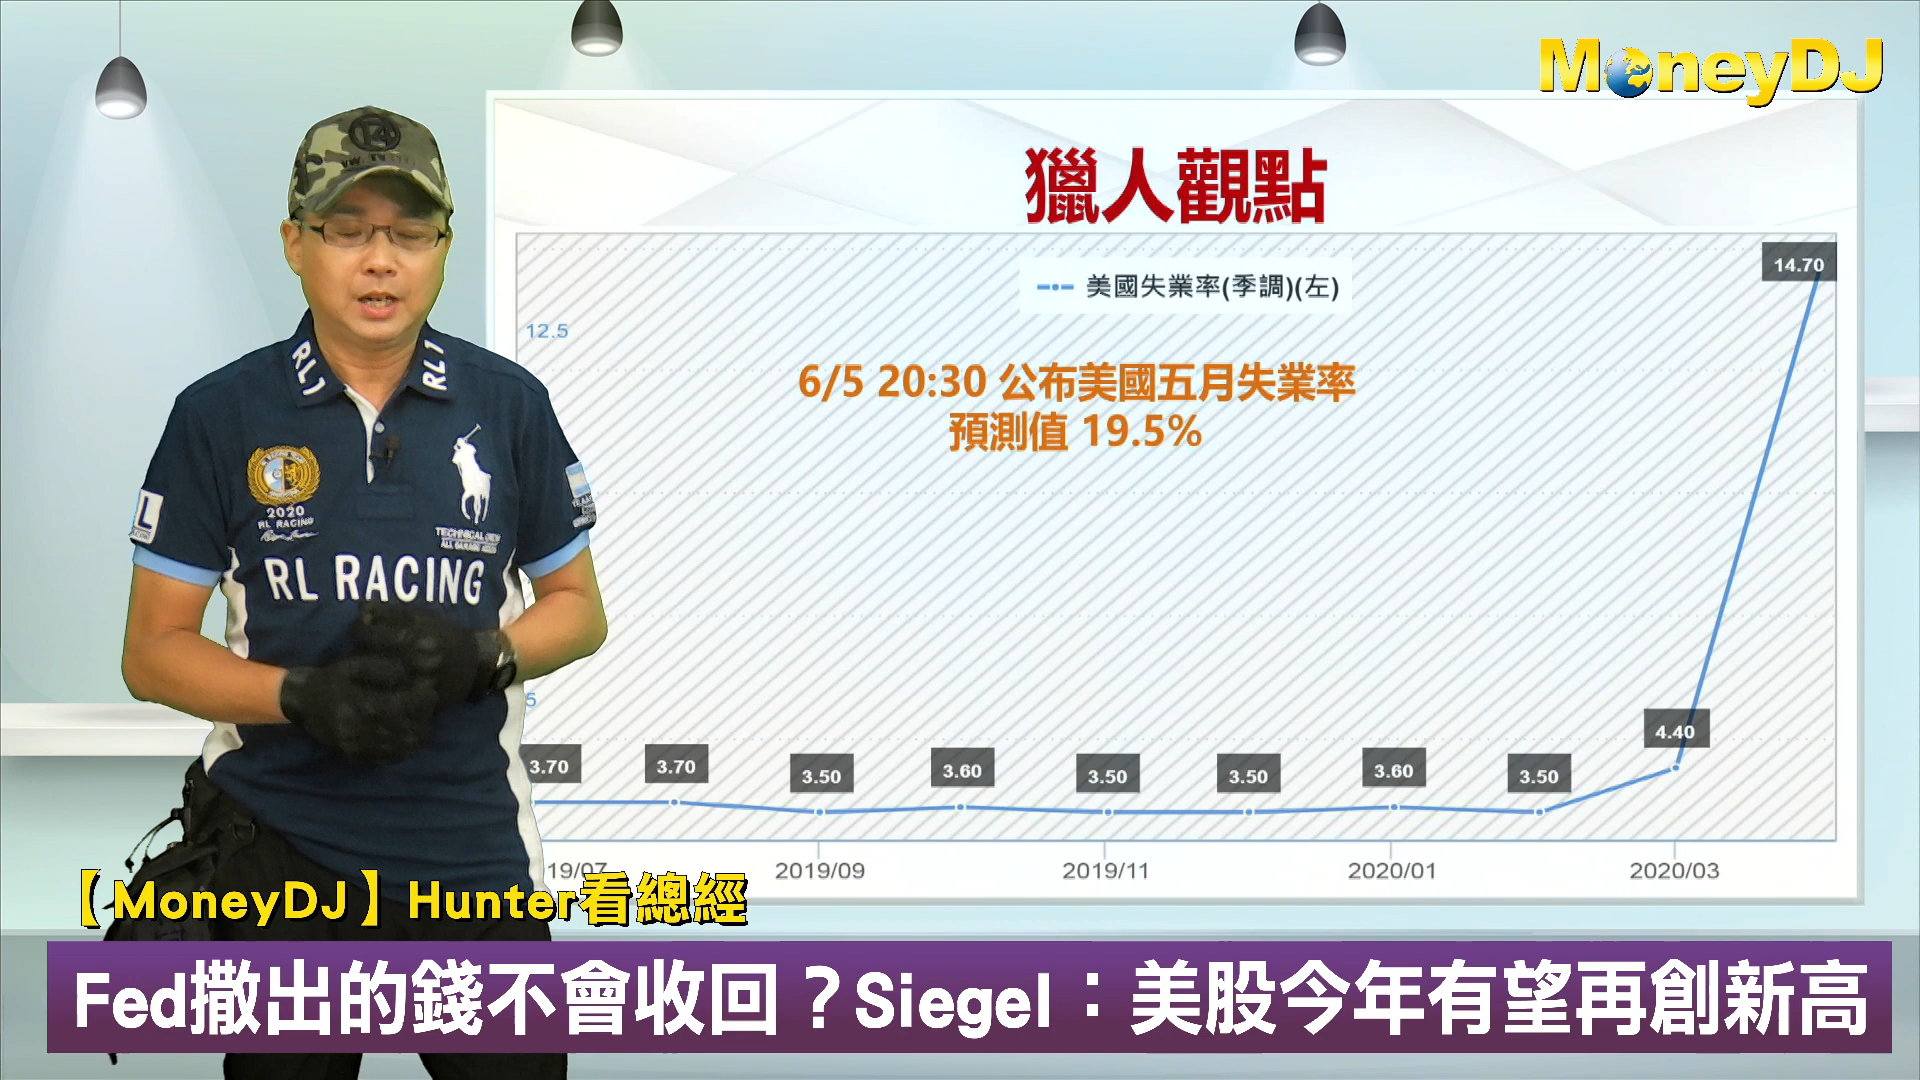 MoneyDJ
獵人觀點
美國失業率(季調)(左)
14.70
12.5
6/5 20:30 公布美國五月失業率
預測值 19.5%
RL1
RL1
L
2020
RL RACING
TECHNICAL
RL RACING
5
3.70
3.70
3.50
3.60
3.50
3.50
3.60
3.50
4.40
19/07
2019/09
2019/11
2020/01
2020/03
【MoneyDJ】Hunter看總經
Fed撒出的錢不會收回？Siegel：美股今年有望再創新高